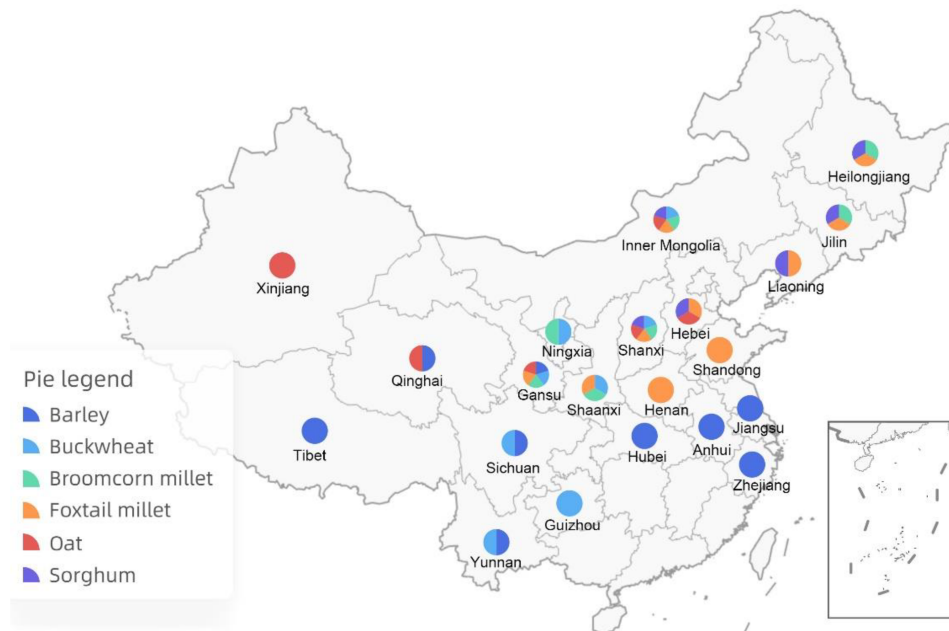 Heilongjiang
Jilin
Inner Mongolia
Liaoning
Xinjiang
Hebei
Ningxia
Shanxi
Shandong
Qinghai
Gansu
Shaanxi
Henan
Jiangsu
Anhui
Hubei
Tibet
Sichuan
Zhejiang
Guizhou
Yunnan
Pie legend
Barley
Buckwheat
Broomcorn millet
Foxtail millet
Oat
Sorghum